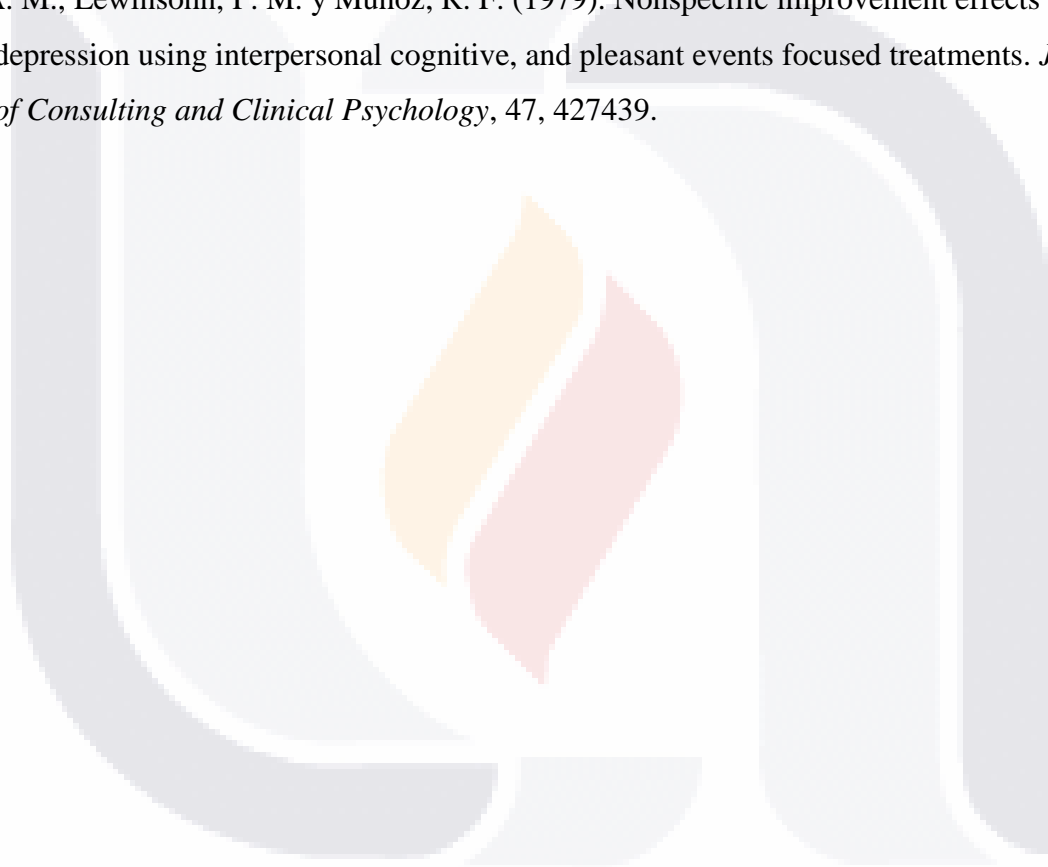 M., Lewinsohn, P. M. y Muñoz, R. F. (1979). Nonspecific improvement effects
depression using interpersonal cognitive, and pleasant events focused treatments. J
of Consulting and Clinical Psychology, 47, 427439.